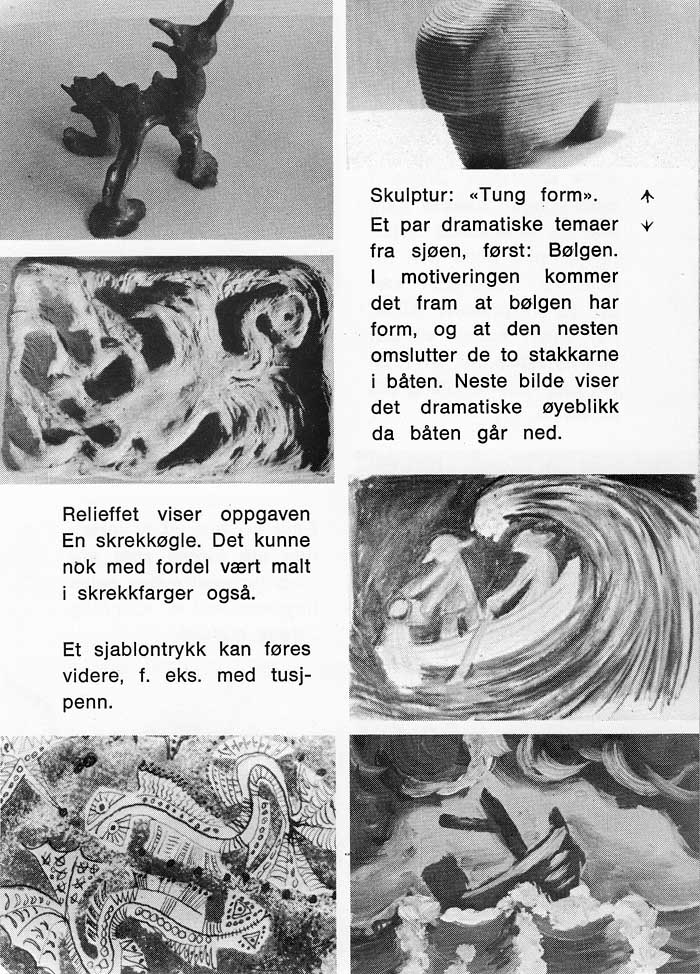 Skulptur: «Tung form».
Et par dramatiske temaer
fra sjøen, først: Bølgen.
I motiveringen kommer
det fram at bølgen har
form, og at den nesten
omslutter de to stakkarne
i båten. Neste bilde viser
det dramatiske øyeblikk
da båten går ned.
Relieffet viser oppgaven
En skrekkøgle. Det kunne
nok med fordel vært malt
i skrekkfarger også.
Et sjablontrykk kan føres
videre, f. eks. med tusj-
penn.